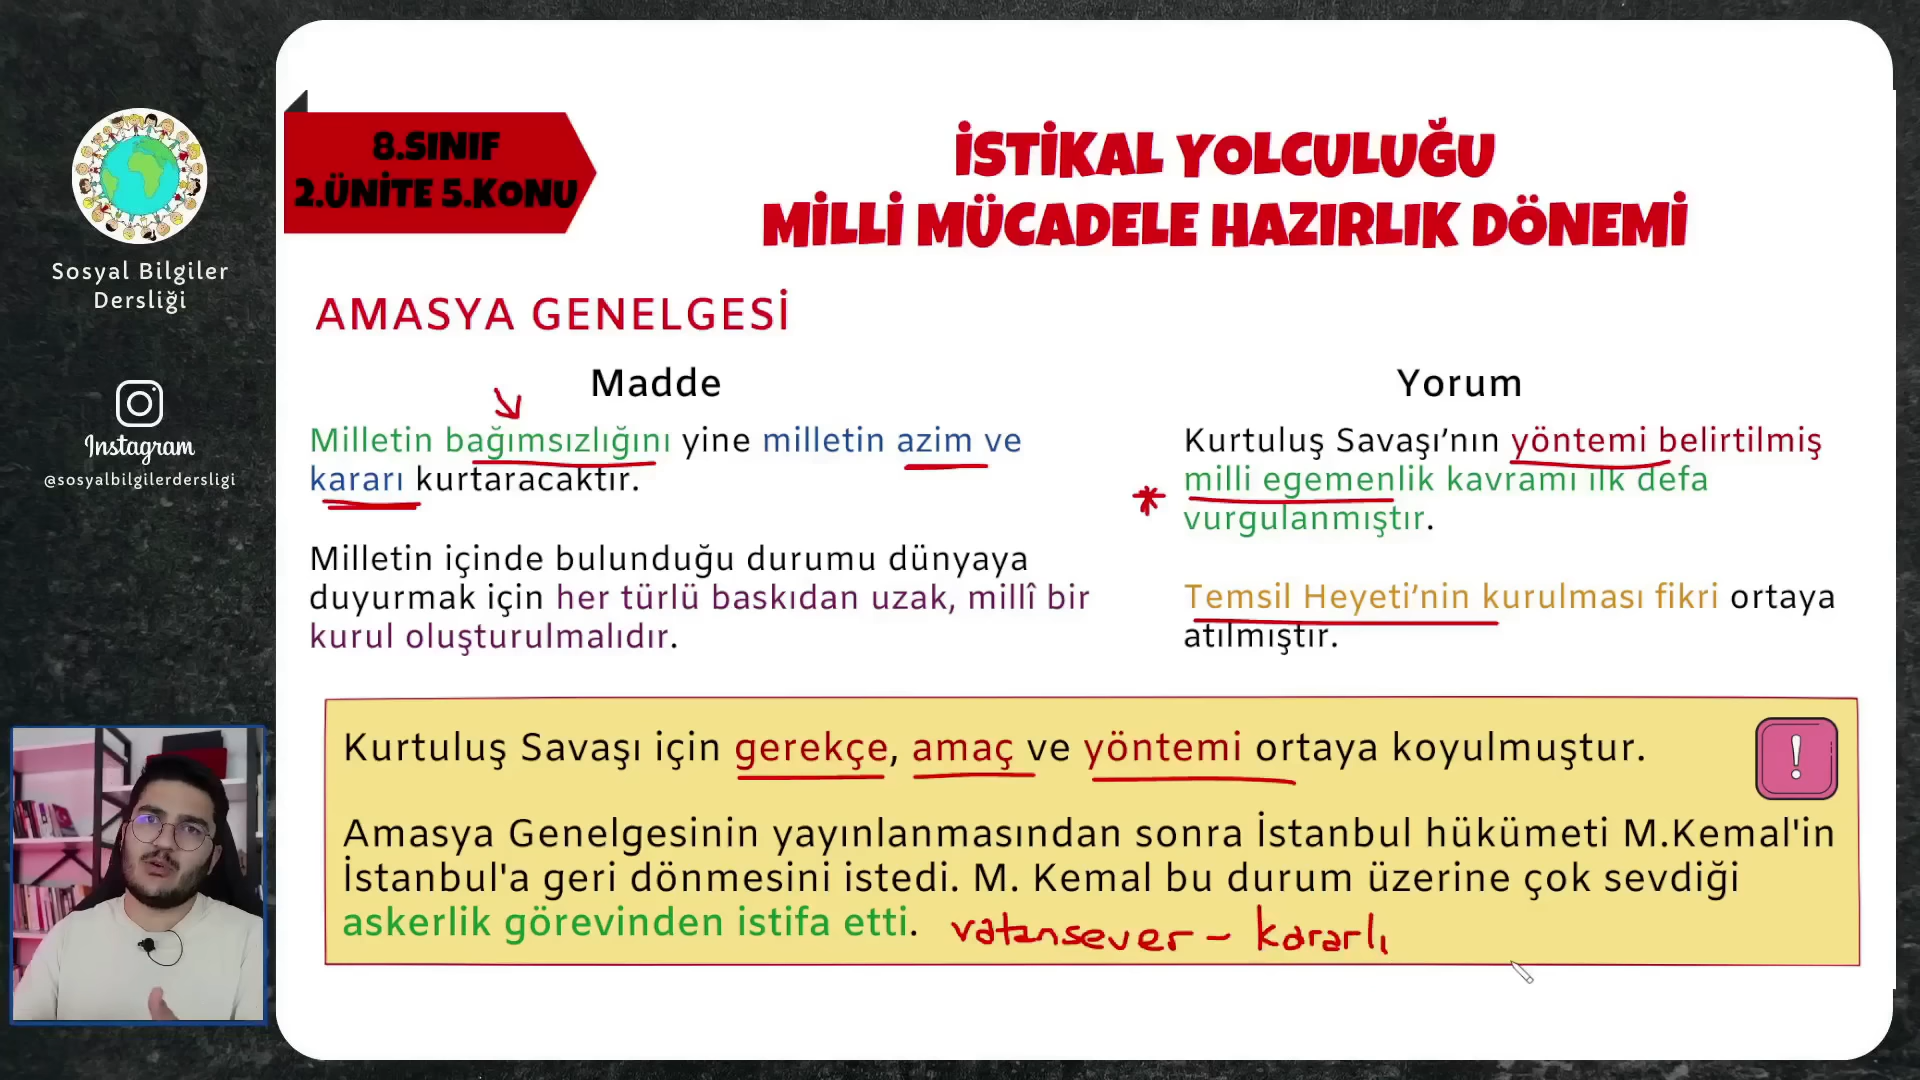 Sosyal Bilgiler
Dersliği
Instagram
@sosyalbilgilerdersligi
8.SINIF
2.ÜNİTE 5.KONU
İSTİKAL YOLCULUĞU
MİLLİ MÜCADELE HAZIRLIK DÖNEMİ
AMASYA GENELGESİ
Madde
Milletin bağımsızlığını yine milletin azim ve
kararı kurtaracaktır.
Milletin içinde bulunduğu durumu dünyaya
duyurmak için her türlü baskıdan uzak, millî bir
kurul oluşturulmalıdır.
Yorum
Kurtuluş Savaşı’nın yöntemi belirtilmiş
milli egemenlik kavramı ilk defa
vurgulanmıştır.
Temsil Heyeti’nin kurulması fikri ortaya
atılmıştır.
Kurtuluş Savaşı için gerekçe, amaç ve yöntemi ortaya koyulmuştur.
!
Amasya Genelgesinin yayınlanmasından sonra İstanbul hükümeti M.Kemal'in
İstanbul'a geri dönmesini istedi. M. Kemal bu durum üzerine çok sevdiği
askerlik görevinden istifa etti. vatansever - kararlı